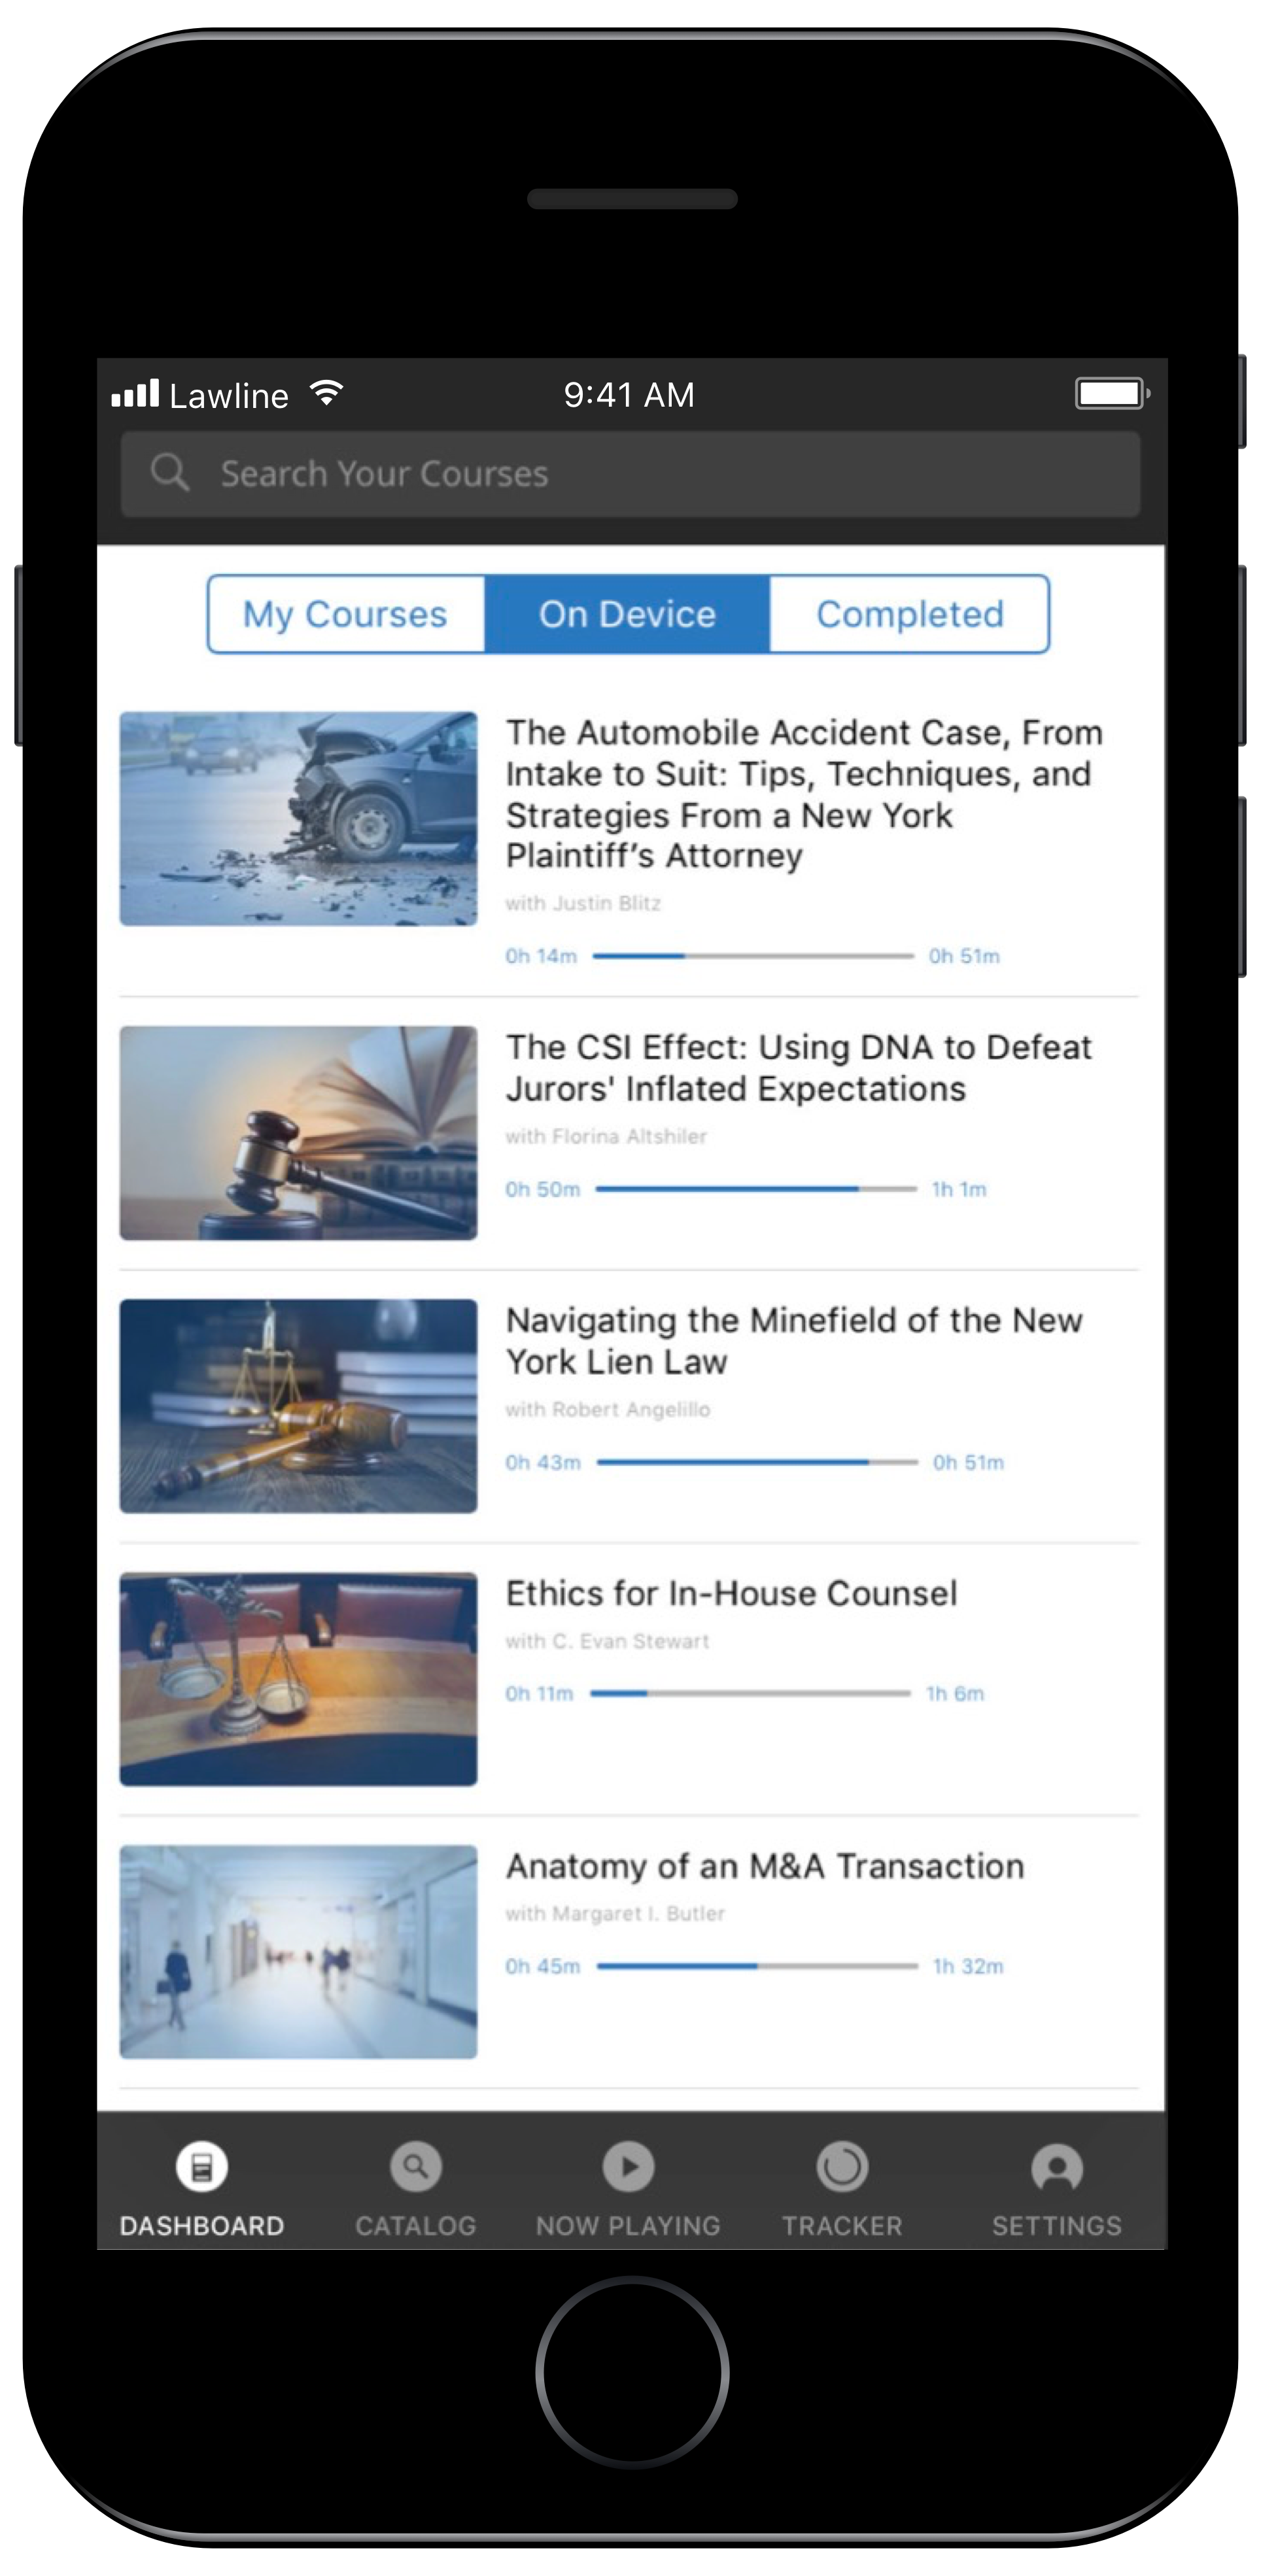 Lawline 9:41 AM
Search Your Courses
My Courses On Device Completed
The Automobile Accident Case, From
Intake to Suit: Tips, Techniques, and
Strategies From a New York
Plaintiff’s Attorney
with Justin Blitz
0h 14m 0h 51m
The CSI Effect: Using DNA to Defeat
Jurors' Inflated Expectations
with Florina Altshiler
0h 50m 1h 1m
Navigating the Minefield of the New
York Lien Law
with Robert Angelillo
0h 43m 0h 51m
Ethics for In-House Counsel
with C. Evan Stewart
0h 11m 1h 6m
Anatomy of an M&A Transaction
with Margaret I. Butler
0h 45m 1h 32m
DASHBOARD CATALOG NOW PLAYING TRACKER SETTINGS